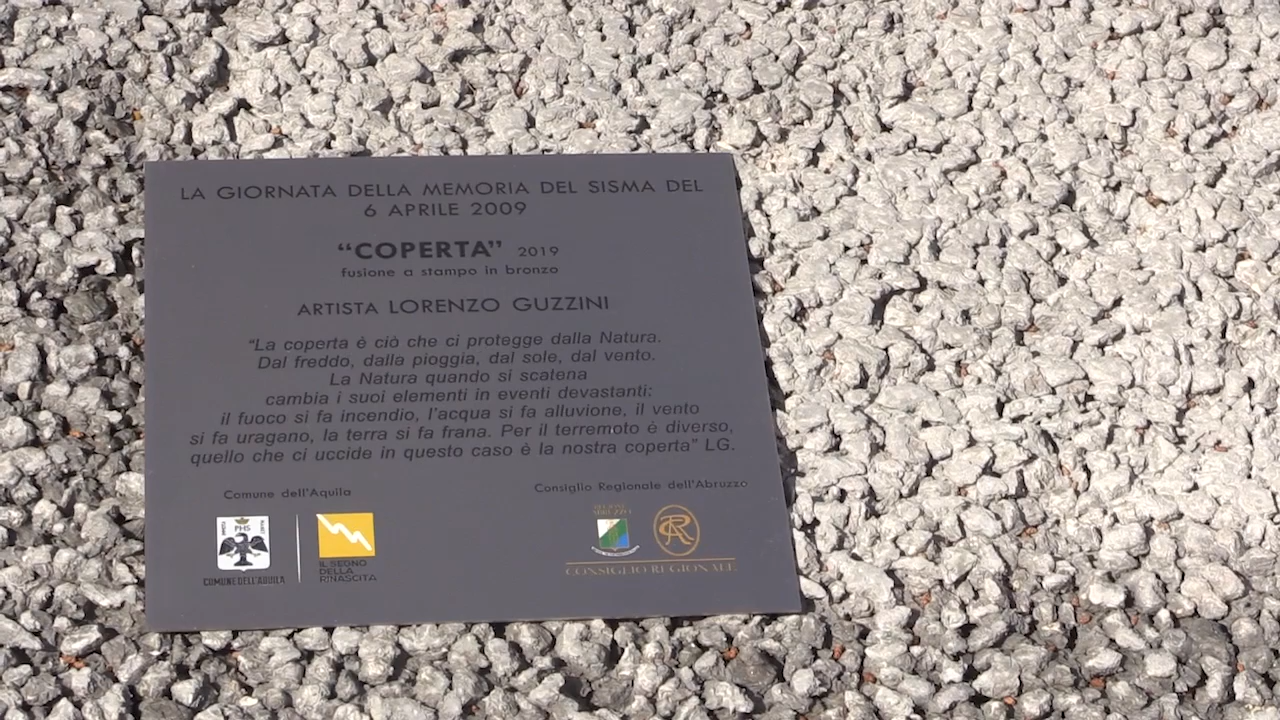 LA GIORNATA DELLA MEMORIA DEL SISMA DEL
6 APRILE 2009
“COPERTA” 2019
fusione a stampo in bronzo
ARTISTA LORENZO GUZZINI
“La coperta è ciò che ci protegge dalla Natura.
Dal freddo, dalla pioggia, dal sole, dal vento.
La Natura quando si scatena
cambia i suoi elementi in eventi devastanti:
il fuoco si fa incendio, l’acqua si fa alluvione, il vento
si fa uragano, la terra si fa frana. Per il terremoto è diverso,
quello che ci uccide in questo caso è la nostra coperta” LG.
Comune dell’Aquila
Consiglio Regionale dell’Abruzzo
PHS
COMUNE DELL’AQUILA
IL SEGNO
DELLA
RINASCITA
CONSIGLIO REGIONALE